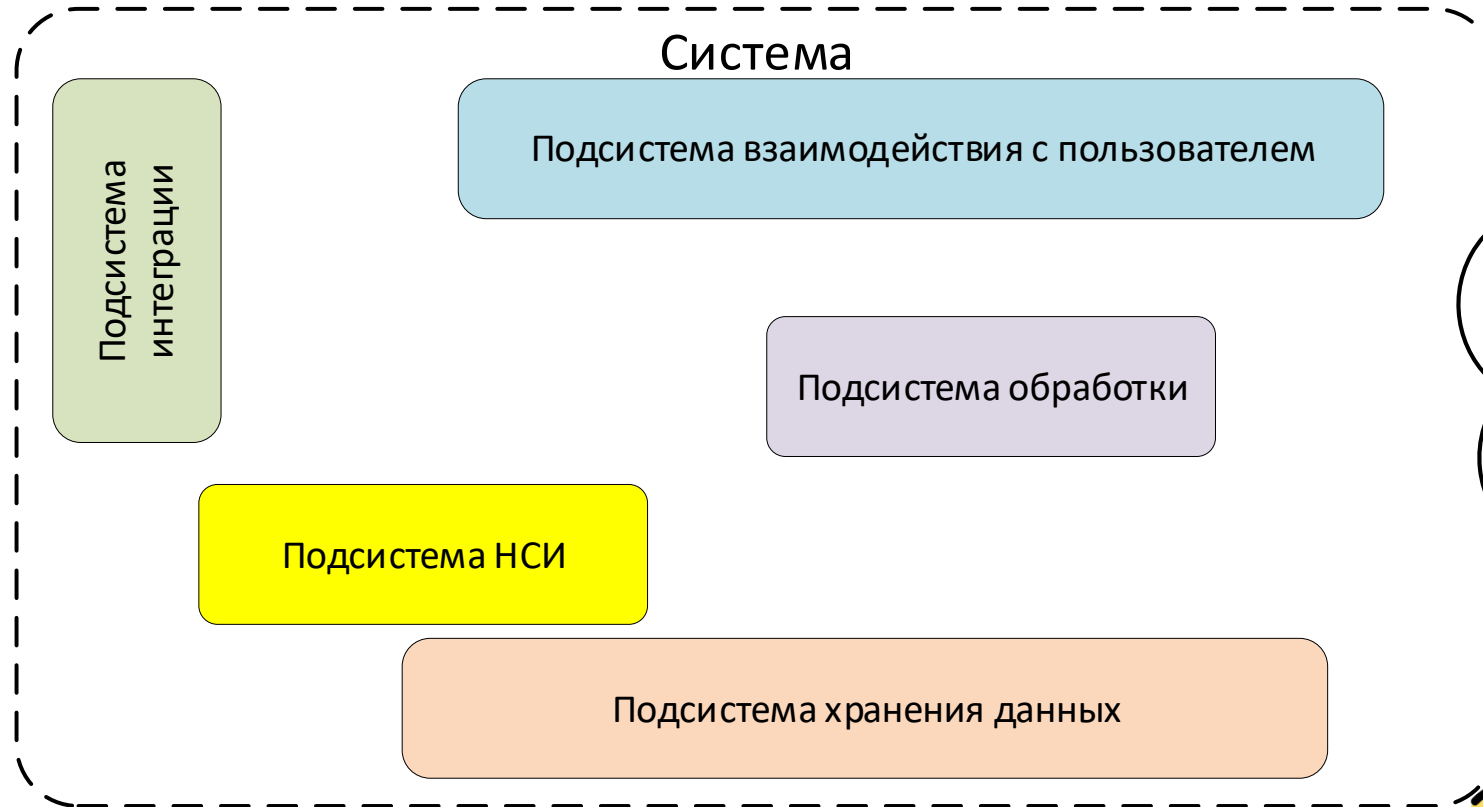 Система
Подсистема взаимодействия с пользователем
Подсистема
интеграции
Подсистема обработки
Подсистема НСИ
Подсистема хранения данных